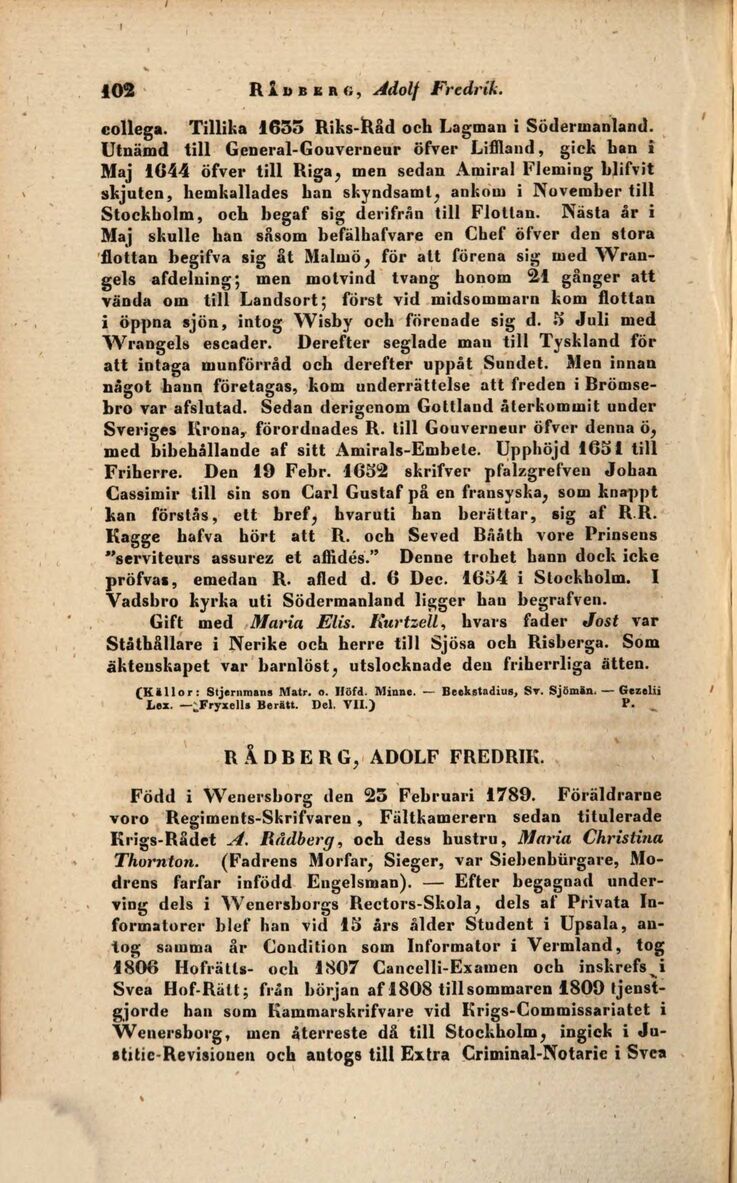 102 RÅDBERG, Adolf Fredrik.
collega. Tillika 1653 Riks-Råd och Lagman i Södermanland.
Utnämd till General-Gouverneur öfver Liffland, gick han i
Maj 1644 öfver till Riga, men sedan Amiral Fleming blifvit
skjuten, hemkallades han skyndsamt, ankom i November till
Stockholm, och begaf sig derifrån till Flottan. Nästa år i
Maj skulle han såsom befälhafvare en Chef öfver den stora
flottan begifva sig åt Malmö, för att förena sig med Wran-
gels afdelning; men motvind tvang honom 21 gånger att
vända om till Landsort; först vid midsommarn kom flottan
i öppna sjön, intog Wisby och förenade sig d. 5 Juli med
Wrangels escader. Derefter seglade man till Tyskland för
att intaga munförråd och derefter uppåt Sundet. Men innan
något hann företagas, kom underrättelse att freden i Brömse-
bro var afslutad. Sedan derigenom Gottland återkommit under
Sveriges Krona, förordnades R. till Gouverneur öfver denna ö,
med bibehållande af sitt Amirals-Embete. Upphöjd 1651 till
Friherre. Den 19 Febr. 1652 skrifver pfalzgrefven Johan
Cassimir till sin son Carl Gustaf på en fransyska, som knappt
kan förstås, ett bref, hvaruti han berättar, sig af R.R.
Kagge hafva hört att R. och Seved Bååth vore Prinsens
"serviteurs assurez et affidés." Denne trohet hann dock icke
pröfvas, emedan R. afled d. 6 Dec. 1654 i Stockholm. I
Vadsbro kyrka uti Södermanland ligger han begrafven.
Gift med Maria Elis. Kurtzell, hvars fader Jost var
Ståthållare i Nerike och herre till Sjösa och Risberga. Som
äktenskapet var barnlöst, utslocknade den friherrliga ätten.
(Källor: Stjernmans Matr. o. Höfd. Minne. — Beckstadius, Sv. Sjömän. — Gezelii
Lex. — Fryxells Berätt. Del. VII.) P.
RÅDBERG, ADOLF FREDRIK.
Född i Wenersborg den 23 Februari 1789. Föräldrarne
voro Regiments-Skrifvaren, Fältkamerern sedan titulerade
Krigs-Rådet A. Rådberg, och dess hustru, Maria Christina
Thornton. (Fadrens Morfar, Sieger, var Siebenbürgare, Mo-
drens farfar infödd Engelsman). — Efter begagnad under-
ving dels i Wenersborgs Rectors-Skola, dels af Privata In-
formatorer blef han vid 15 års ålder Student i Upsala, an-
tog samma år Condition som Informator i Vermland, tog
1806 Hofrätts- och 1807 Cancelli-Examen och inskrefs i
Svea Hof-Rätt; från början af 1808 till sommaren 1809 tjenst-
gjorde han som Kammarskrifvare vid Krigs-Commissariatet i
Wenersborg, men återreste då till Stockholm, ingick i Ju-
stitie-Revisionen och antogs till Extra Criminal-Notarie i Svea